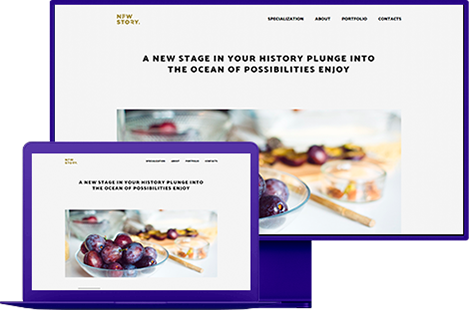 NEW
STORY.
SPECIALIZATION ABOUT PORTFOLIO CONTACTS
A NEW STAGE IN YOUR HISTORY PLUNGE INTO
THE OCEAN OF POSSIBILITIES ENJOY
NEW
STORY.
SPECIALIZATION ABOUT PORTFOLIO CONTACTS
A NEW STAGE IN YOUR HISTORY PLUNGE INTO
THE OCEAN OF POSSIBILITIES ENJOY